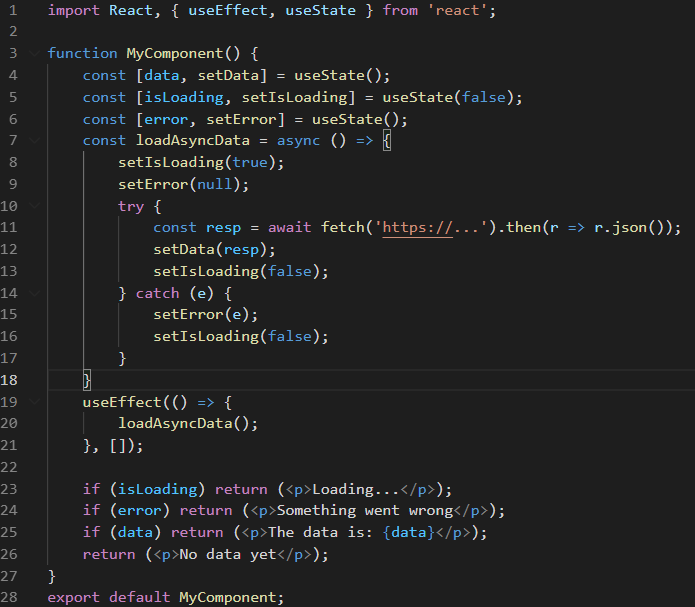 1 import React, { useEffect, useState } from 'react';
2
3 function MyComponent() {
4     const [data, setData] = useState();
5     const [isLoading, setIsLoading] = useState(false);
6     const [error, setError] = useState();
7     const loadAsyncData = async () => {
8         setIsLoading(true);
9         setError(null);
10         try {
11             const resp = await fetch('https://...').then(r => r.json());
12             setData(resp);
13             setIsLoading(false);
14         } catch (e) {
15             setError(e);
16             setIsLoading(false);
17         }
18     }
19     useEffect(() => {
20         loadAsyncData();
21     }, []);
22
23     if (isLoading) return (<p>Loading...</p>);
24     if (error) return (<p>Something went wrong</p>);
25     if (data) return (<p>The data is: {data}</p>);
26     return (<p>No data yet</p>);
27 }
28 export default MyComponent;